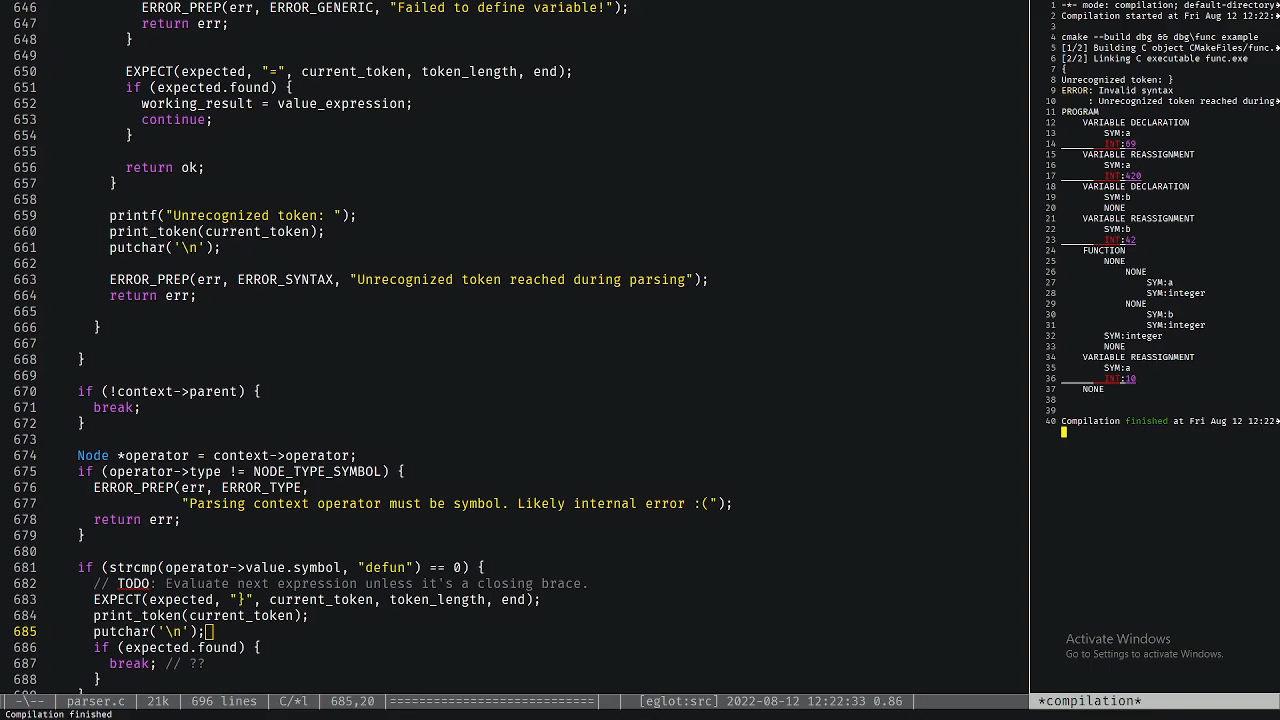 646 ERROR_PREP(err, ERROR_GENERIC, "Failed to define variable!");
647 return err;
648 }
649
650 EXPECT(expected, "=", current_token, token_length, end);
651 if (expected.found) {
652 working_result = value_expression;
653 continue;
654 }
655
656 return ok;
657 }
658
659 printf("Unrecognized token: ");
660 print_token(current_token);
661 putchar('\n');
662
663 ERROR_PREP(err, ERROR_SYNTAX, "Unrecognized token reached during parsing");
664 return err;
665
666 }
667
668 }
669
670 if (!context->parent) {
671 break;
672 }
673
674 Node *operator = context->operator;
675 if (operator->type != NODE_TYPE_SYMBOL) {
676 ERROR_PREP(err, ERROR_TYPE,
677 "Parsing context operator must be symbol. Likely internal error :(");
678 return err;
679 }
680
681 if (strcmp(operator->value.symbol, "defun") == 0) {
682 // TODO: Evaluate next expression unless it's a closing brace.
683 EXPECT(expected, "}", current_token, token_length, end);
684 print_token(current_token);
685 putchar('\n');
686 if (expected.found) {
687 break; // ??
688 }
-\-- parser.c 21k 696 lines C/*l 685,20 ========================== [eglot:src] 2022-08-12 12:22:33 0.86
Compilation finished
1 -*- mode: compilation; default-directory
2 Compilation started at Fri Aug 12 12:22:
3
4 cmake --build dbg && dbg\func example
5 [1/2] Building C object CMakeFiles/func.
6 [2/2] Linking C executable func.exe
7 {
8 Unrecognized token: }
9 ERROR: Invalid syntax
10 : Unrecognized token reached during
11 PROGRAM
12 VARIABLE DECLARATION
13 SYM:a
14 INT:69
15 VARIABLE REASSIGNMENT
16 SYM:a
17 INT:420
18 VARIABLE DECLARATION
19 SYM:b
20 NONE
21 VARIABLE REASSIGNMENT
22 SYM:b
23 INT:42
24 FUNCTION
25 NONE
26 NONE
27 SYM:a
28 SYM:integer
29 NONE
30 SYM:b
31 SYM:integer
32 SYM:integer
33 NONE
34 VARIABLE REASSIGNMENT
35 SYM:a
36 INT:10
37 NONE
38
39
40 Compilation finished at Fri Aug 12 12:22
Activate Windows
Go to Settings to activate Windows.
*compilation*